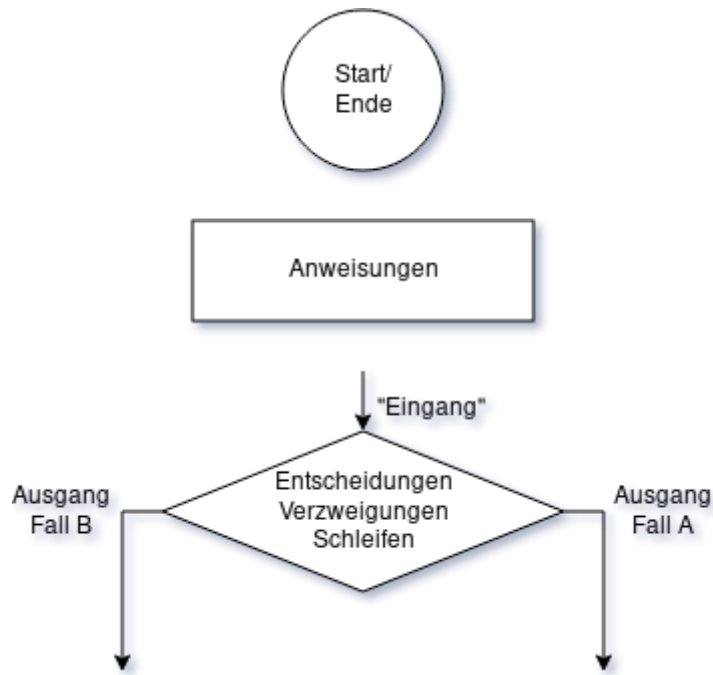 Start/
Ende
Anweisungen
"Eingang"
Entscheidungen
Verzweigungen
Schleifen
Ausgang
Fall B
Ausgang
Fall A